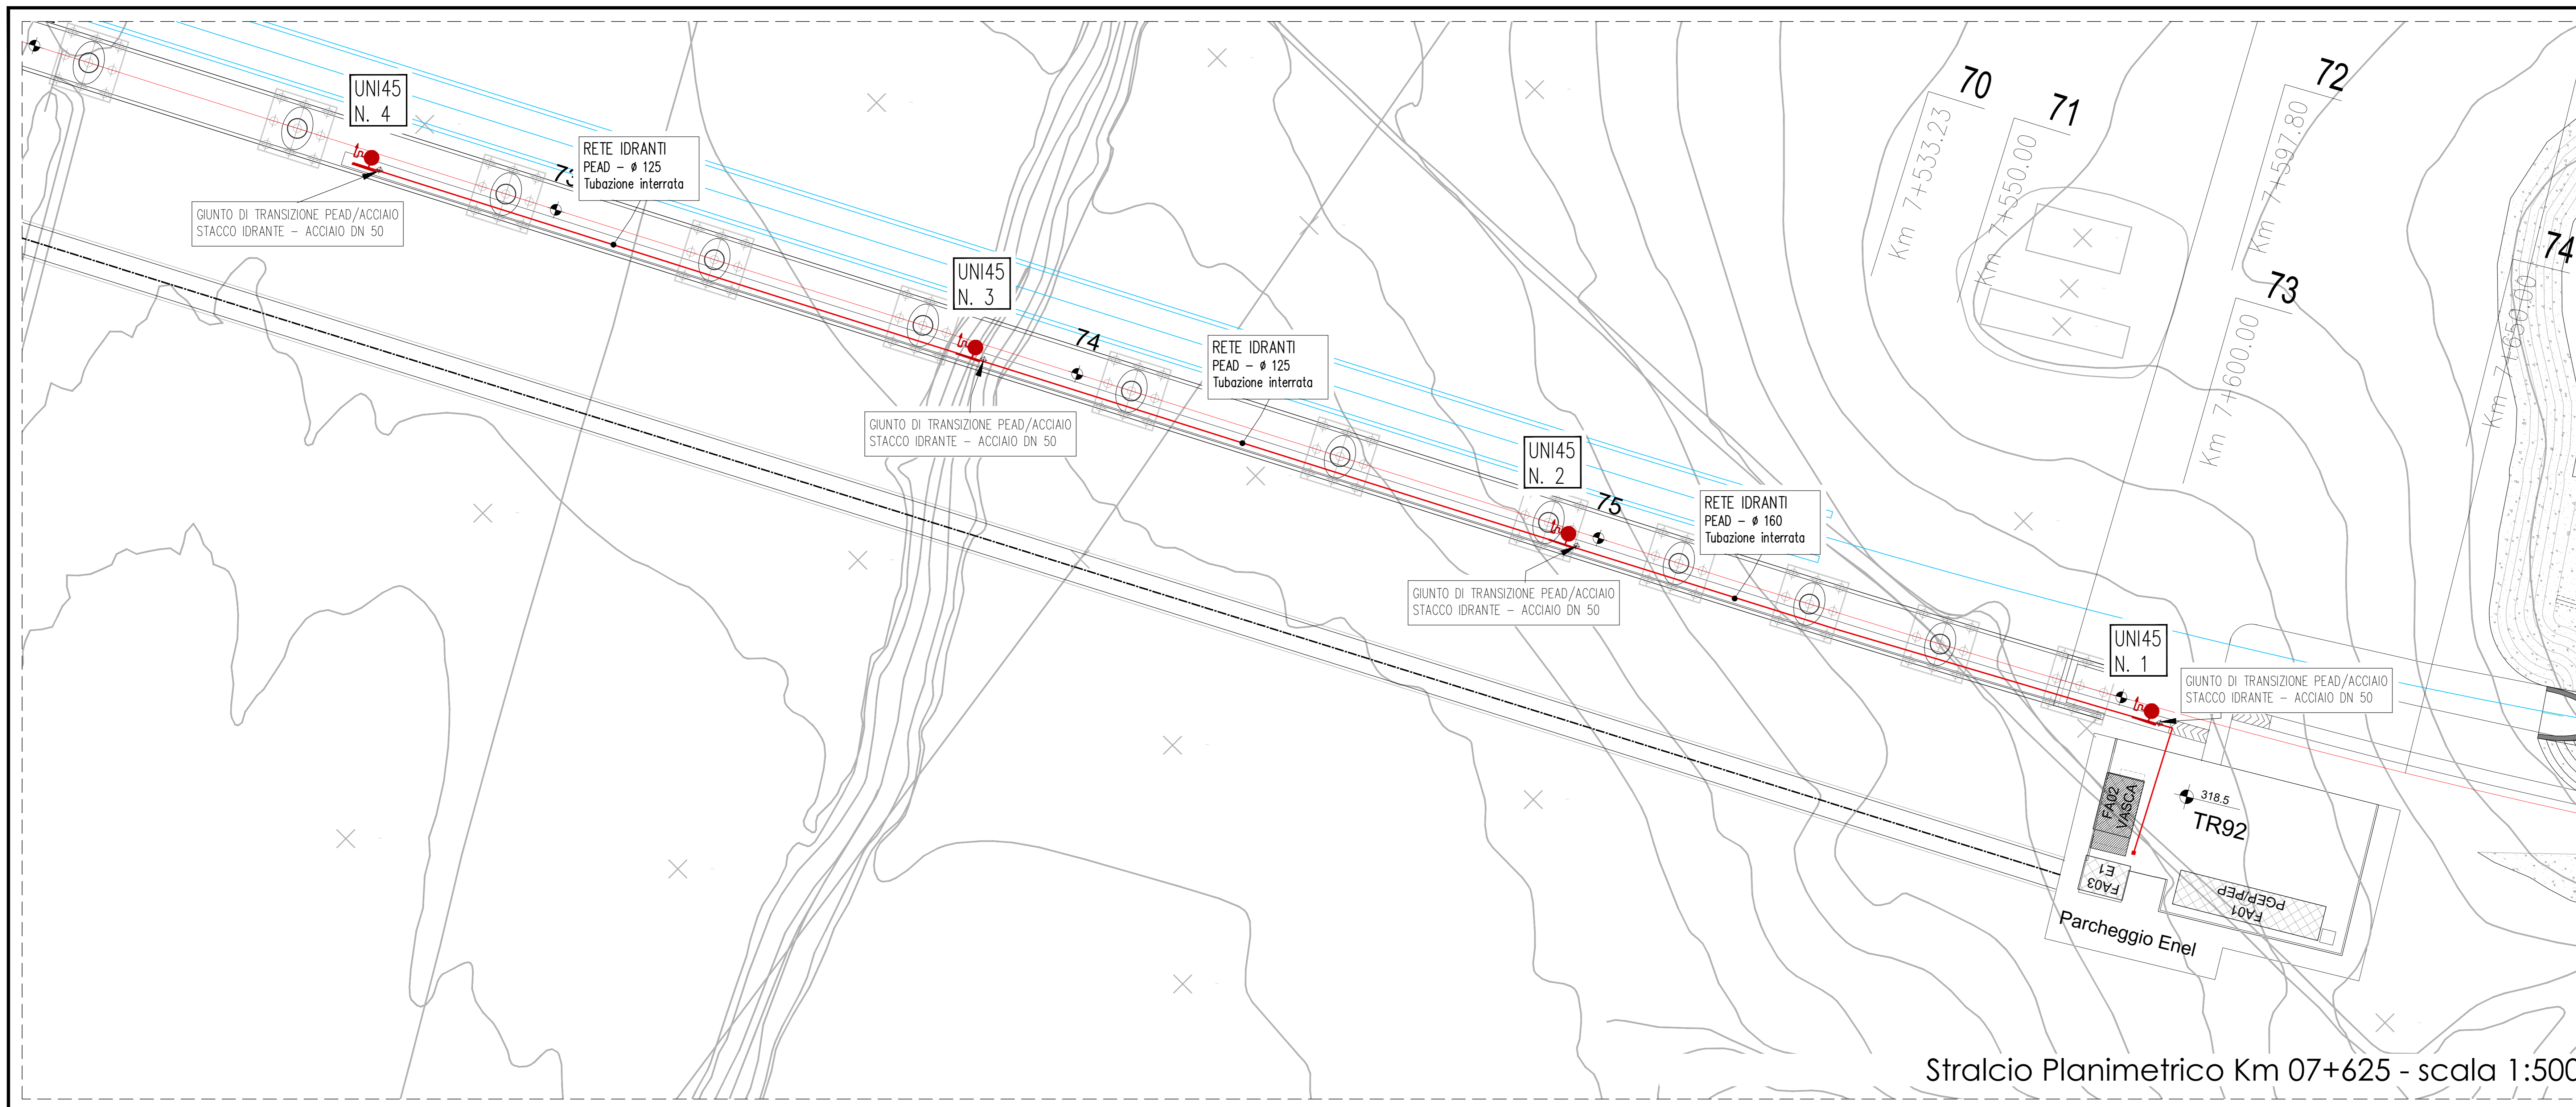 UNI45
N. 4
RETE IDRANTI
PEAD - ø 125
Tubazione interrata
GIUNTO DI TRANSIZIONE PEAD/ACCIAIO
STACCO IDRANTE - ACCIAIO DN 50
UNI45
N. 3
74
GIUNTO DI TRANSIZIONE PEAD/ACCIAIO
STACCO IDRANTE - ACCIAIO DN 50
RETE IDRANTI
PEAD - ø 125
Tubazione interrata
UNI45
N. 2
75
GIUNTO DI TRANSIZIONE PEAD/ACCIAIO
STACCO IDRANTE - ACCIAIO DN 50
RETE IDRANTI
PEAD - ø 160
Tubazione interrata
70
Km 7+533.23
71
Km 7+550.00
72
Km 7+597.80
73
Km 7+600.00
74
Km 7+650.00
UNI45
N. 1
GIUNTO DI TRANSIZIONE PEAD/ACCIAIO
STACCO IDRANTE - ACCIAIO DN 50
FA02
VASCA
318.5
TR92
FA03
E1
FA01
PGEP/PEP
Parcheggio Enel
Stralcio Planimetrico Km 07+625 - scala 1:500